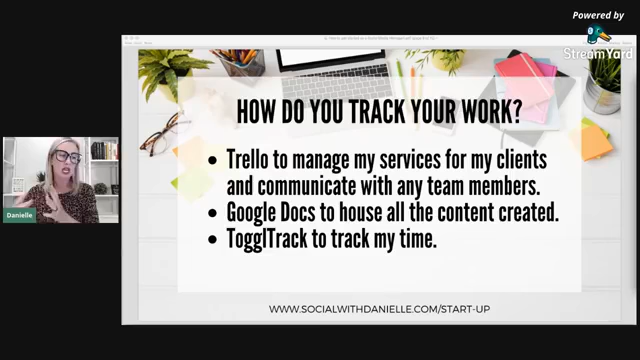 Powered by
StreamYard
HOW DO YOU TRACK YOUR WORK?
• Trello to manage my services for my clients
and communicate with any team members.
• Google Docs to house all the content created.
• TogglTrack to track my time.
Danielle
WWW.SOCIALWITHDANIELLE.COM/START-UP